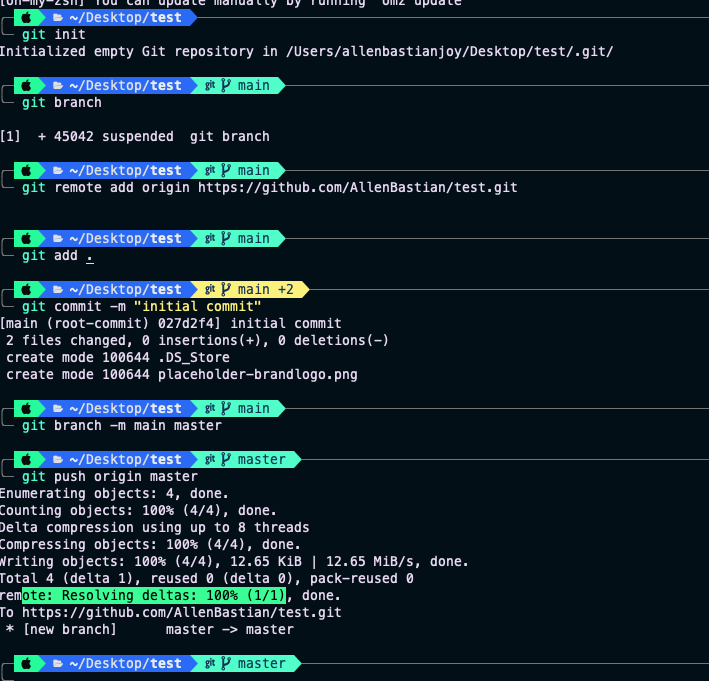 [oh-my-zsh] You can update manually by running `omz update`
~/Desktop/test
git init
Initialized empty Git repository in /Users/allenbastianjoy/Desktop/test/.git/
~/Desktop/test git main
git branch
[1]  + 45042 suspended  git branch
~/Desktop/test git main
git remote add origin https://github.com/AllenBastian/test.git
~/Desktop/test git main
git add .
~/Desktop/test git main +2
git commit -m "initial commit"
[main (root-commit) 027d2f4] initial commit
 2 files changed, 0 insertions(+), 0 deletions(-)
 create mode 100644 .DS_Store
 create mode 100644 placeholder-brandlogo.png
~/Desktop/test git main
git branch -m main master
~/Desktop/test git master
git push origin master
Enumerating objects: 4, done.
Counting objects: 100% (4/4), done.
Delta compression using up to 8 threads
Compressing objects: 100% (4/4), done.
Writing objects: 100% (4/4), 12.65 KiB | 12.65 MiB/s, done.
Total 4 (delta 1), reused 0 (delta 0), pack-reused 0
remote: Resolving deltas: 100% (1/1), done.
To https://github.com/AllenBastian/test.git
 * [new branch]      master -> master
~/Desktop/test git master